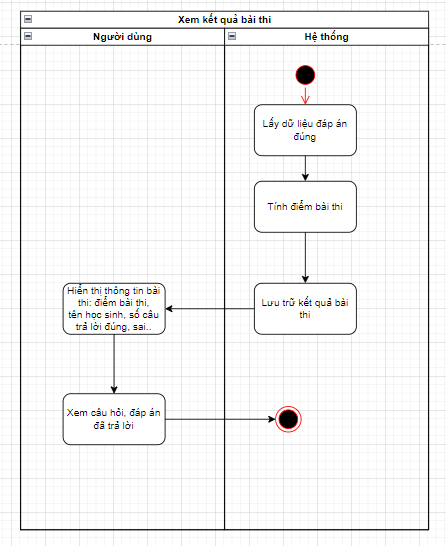 Xem kết quả bài thi
Người dùng
Hệ thống
Lấy dữ liệu đáp án
đúng
Tính điểm bài thi
Lưu trữ kết quả bài
thi
Hiển thị thông tin bài
thi: điểm bài thi,
tên học sinh, số câu
trả lời đúng, sai..
Xem câu hỏi, đáp án
đã trả lời